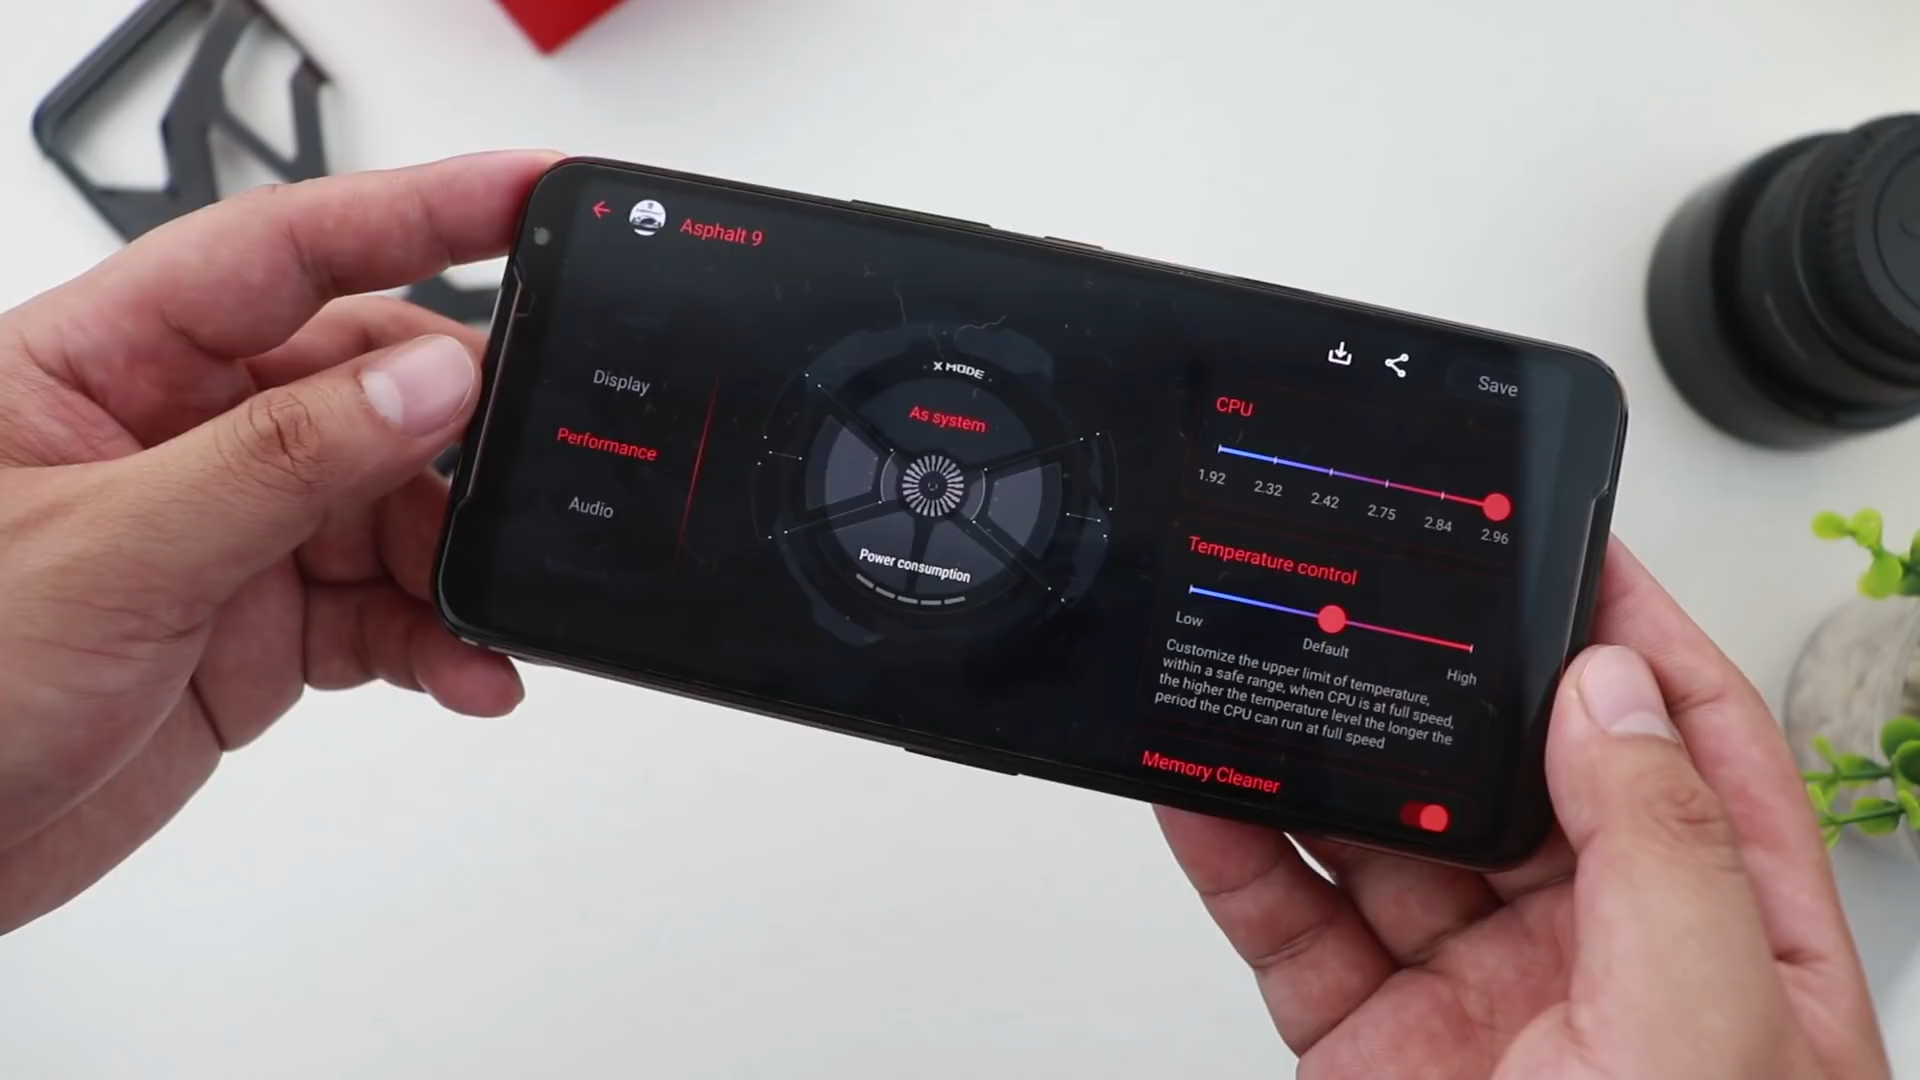 Asphalt 9
Display
Performance
Audio
X MODE
As system
Power consumption
Save
CPU
1.92 2.32 2.42 2.75 2.84 2.96
Temperature control
Low Default High
Customize the upper limit of temperature,
within a safe range, when CPU is at full speed,
the higher the temperature level the longer the
period the CPU can run at full speed
Memory Cleaner